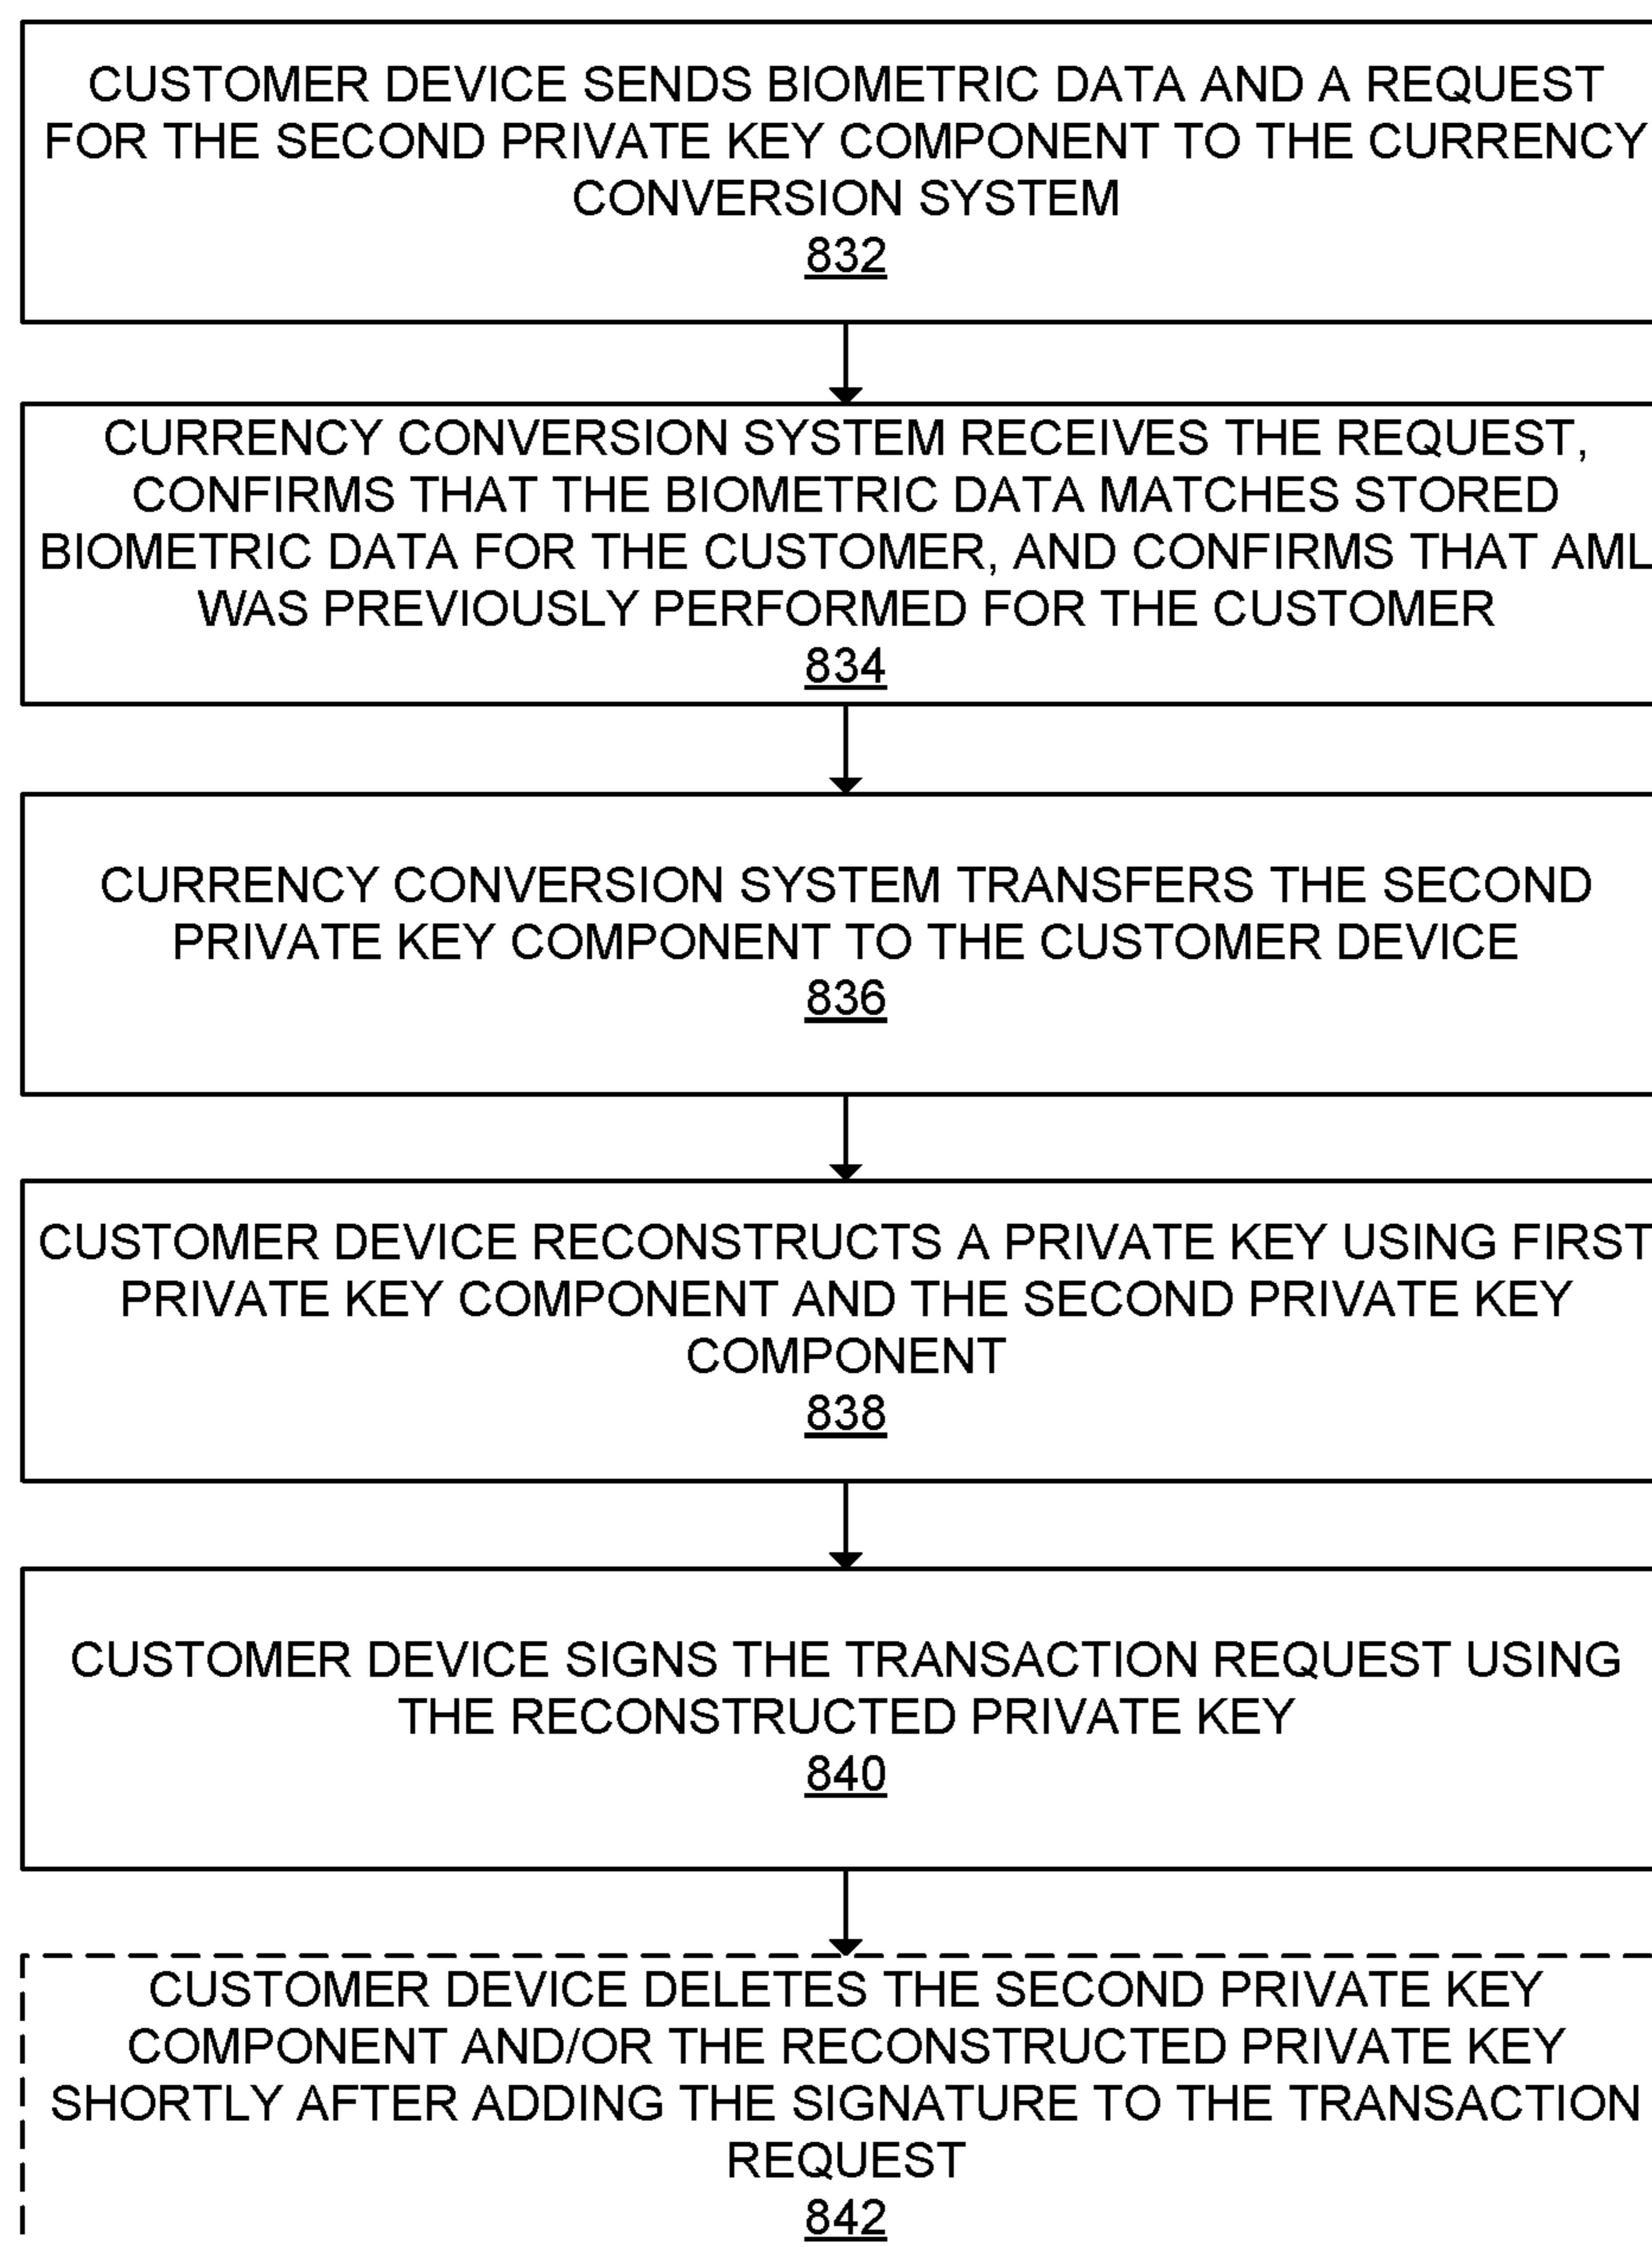 CUSTOMER DEVICE SENDS BIOMETRIC DATA AND A REQUEST
FOR THE SECOND PRIVATE KEY COMPONENT TO THE CURRENCY
CONVERSION SYSTEM
832
CURRENCY CONVERSION SYSTEM RECEIVES THE REQUEST,
CONFIRMS THAT THE BIOMETRIC DATA MATCHES STORED
BIOMETRIC DATA FOR THE CUSTOMER, AND CONFIRMS THAT AML
WAS PREVIOUSLY PERFORMED FOR THE CUSTOMER
834
CURRENCY CONVERSION SYSTEM TRANSFERS THE SECOND
PRIVATE KEY COMPONENT TO THE CUSTOMER DEVICE
836
CUSTOMER DEVICE RECONSTRUCTS A PRIVATE KEY USING FIRST
PRIVATE KEY COMPONENT AND THE SECOND PRIVATE KEY
COMPONENT
838
CUSTOMER DEVICE SIGNS THE TRANSACTION REQUEST USING
THE RECONSTRUCTED PRIVATE KEY
840
CUSTOMER DEVICE DELETES THE SECOND PRIVATE KEY
COMPONENT AND/OR THE RECONSTRUCTED PRIVATE KEY
SHORTLY AFTER ADDING THE SIGNATURE TO THE TRANSACTION
REQUEST
842